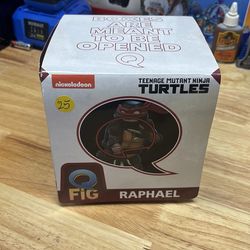 BOXES
ARE
MEANT
TO BE
OPENED
Q
nickelodeon
TEENAGE MUTANT NINJA
TURTLES
25
Q
FiG
RAPHAEL